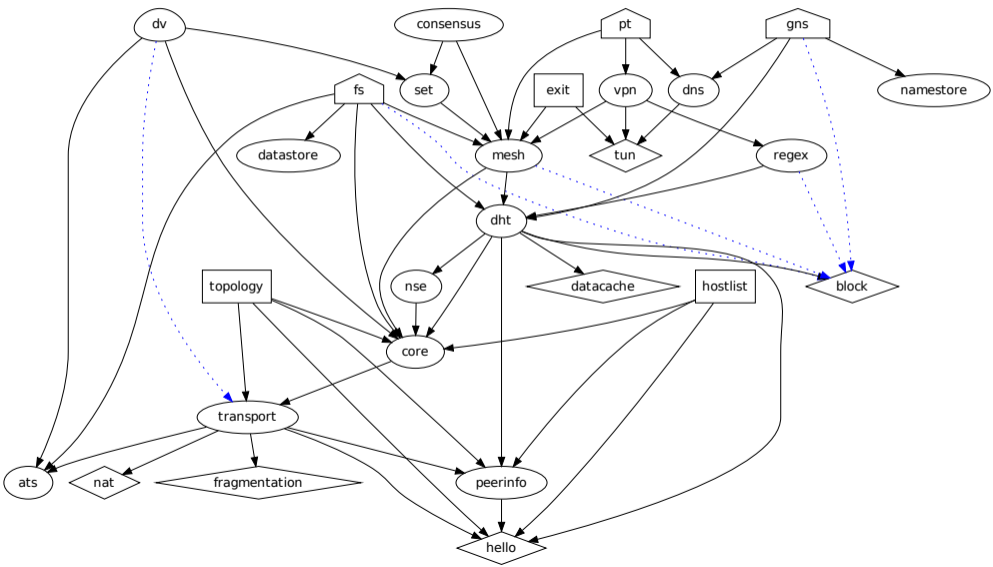 dv
consensus
pt
gns
fs
set
exit
vpn
dns
namestore
datastore
mesh
tun
regex
dht
topology
nse
datacache
hostlist
block
core
transport
ats
nat
fragmentation
peerinfo
hello